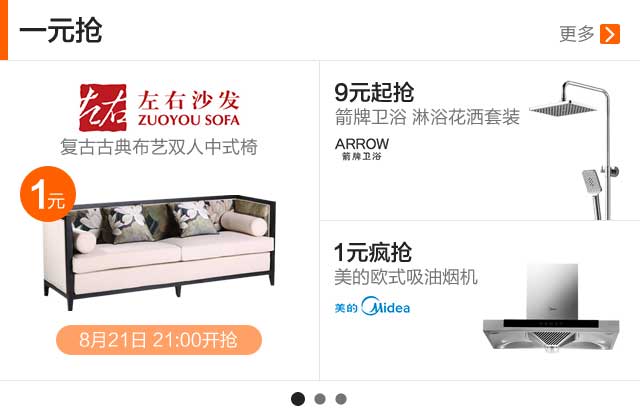 一元抢
更多
左右
左右沙发
ZUOYOU SOFA
复古古典布艺双人中式椅
1元
8月21日 21:00开抢
9元起抢
箭牌卫浴 淋浴花洒套装
ARROW
箭牌卫浴
1元疯抢
美的欧式吸油烟机
美的 Midea